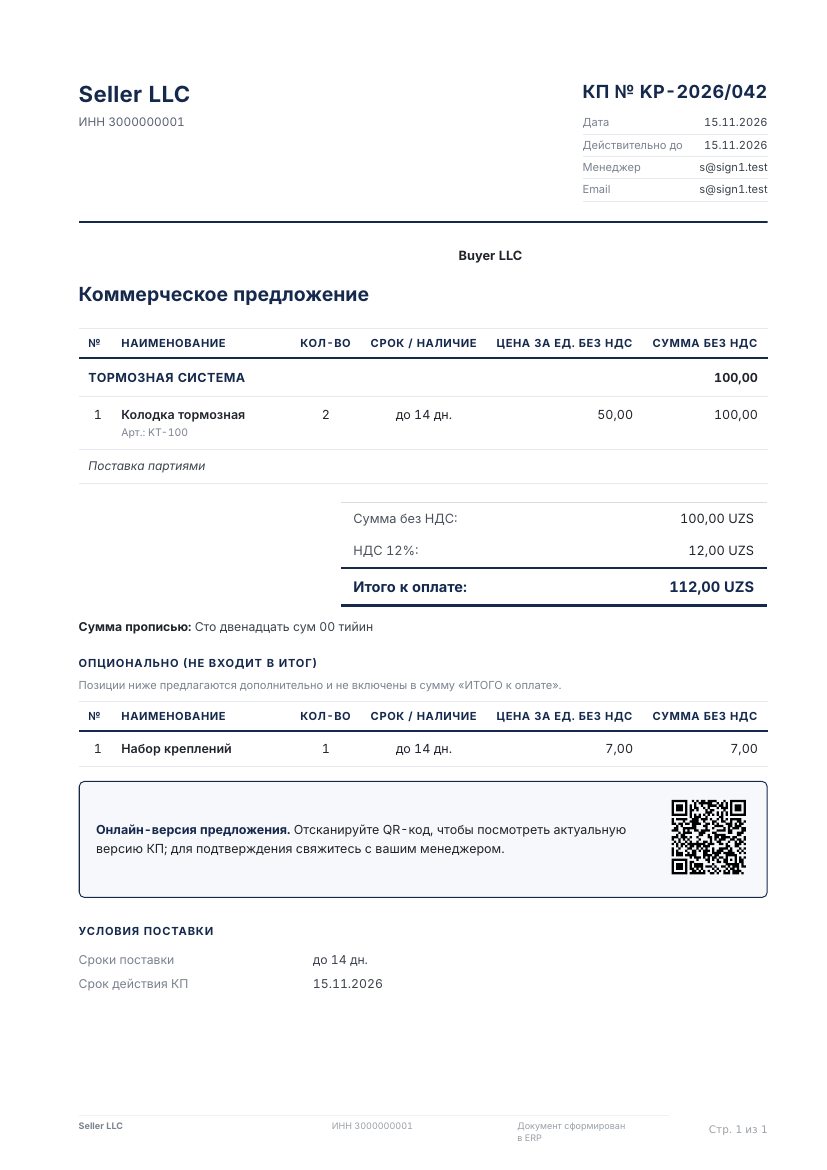 Seller LLC
ИНН 3000000001
КП № KP-2026/042
Дата 15.11.2026
Действительно до 15.11.2026
Менеджер s@sign1.test
Email s@sign1.test
Buyer LLC
Коммерческое предложение
№ НАИМЕНОВАНИЕ КОЛ-ВО СРОК / НАЛИЧИЕ ЦЕНА ЗА ЕД. БЕЗ НДС СУММА БЕЗ НДС
ТОРМОЗНАЯ СИСТЕМА 100,00
1 Колодка тормозная 2 до 14 дн. 50,00 100,00
Арт.: KT-100
Поставка партиями
Сумма без НДС: 100,00 UZS
НДС 12%: 12,00 UZS
Итого к оплате: 112,00 UZS
Сумма прописью: Сто двенадцать сум 00 тийин
ОПЦИОНАЛЬНО (НЕ ВХОДИТ В ИТОГ)
Позиции ниже предлагаются дополнительно и не включены в сумму «ИТОГО к оплате».
№ НАИМЕНОВАНИЕ КОЛ-ВО СРОК / НАЛИЧИЕ ЦЕНА ЗА ЕД. БЕЗ НДС СУММА БЕЗ НДС
1 Набор креплений 1 до 14 дн. 7,00 7,00
Онлайн-версия предложения. Отсканируйте QR-код, чтобы посмотреть актуальную
версию КП; для подтверждения свяжитесь с вашим менеджером.
УСЛОВИЯ ПОСТАВКИ
Сроки поставки до 14 дн.
Срок действия КП 15.11.2026
Seller LLC ИНН 3000000001 Документ сформирован
в ERP
Стр. 1 из 1